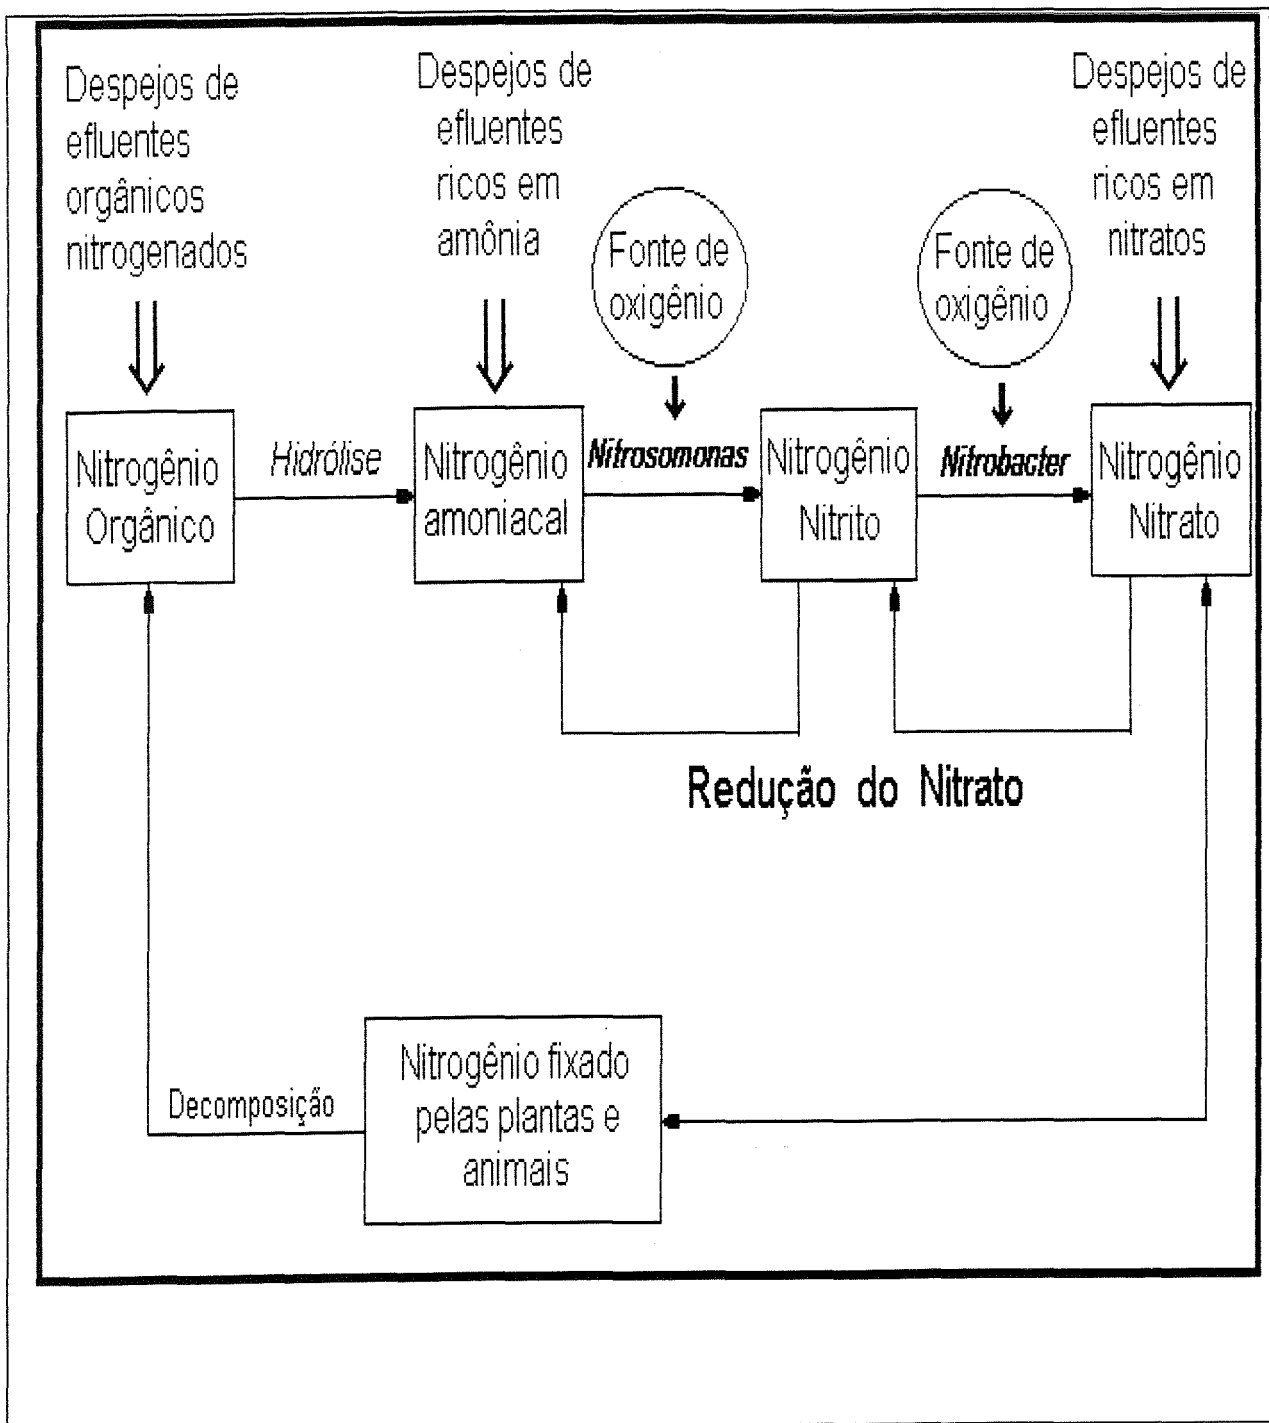 Despejos de
efluentes
orgânicos
nitrogenados
Despejos de
efluentes
ricos em
amônia
Fonte de
oxigênio
Fonte de
oxigênio
Despejos de
efluentes
ricos em
nitratos
Nitrogênio
Orgânico
Hidrólise
Nitrogênio
amoniacal
Nitrosomonas
Nitrogênio
Nitrito
Nitrobacter
Nitrogênio
Nitrato
Redução do Nitrato
Decomposição
Nitrogênio fixado
pelas plantas e
animais